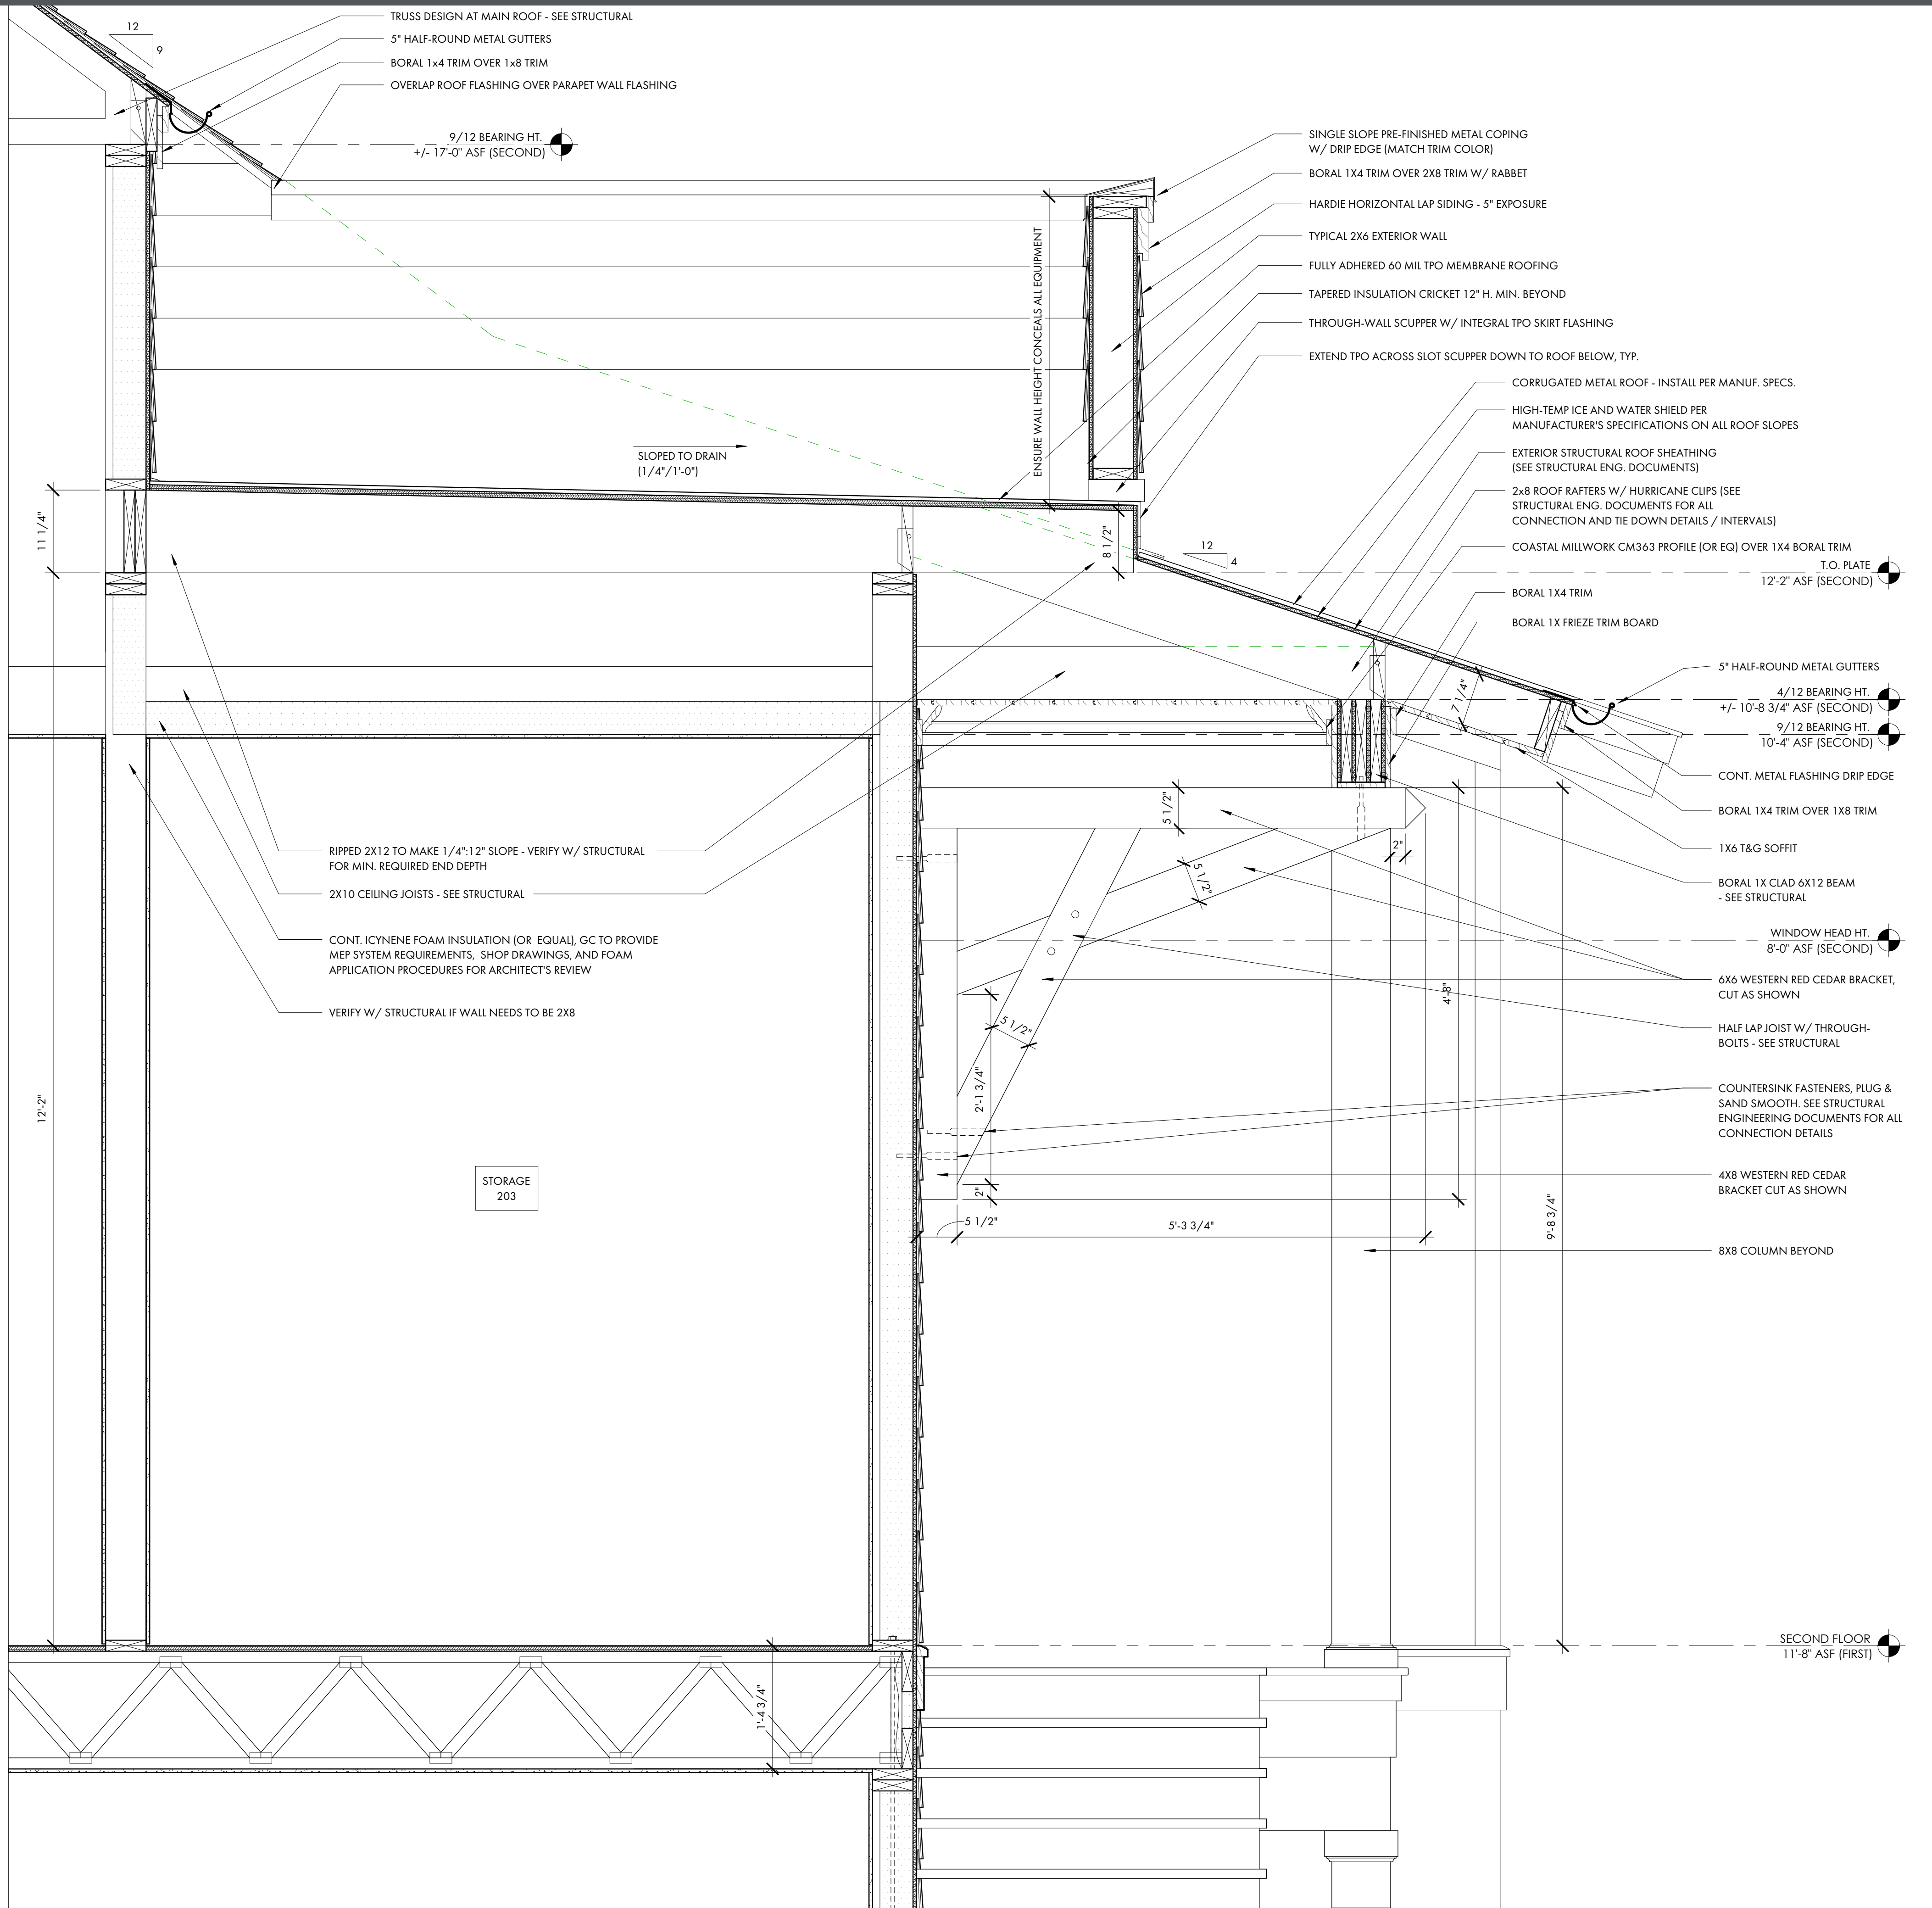 TRUSS DESIGN AT MAIN ROOF - SEE STRUCTURAL
5" HALF-ROUND METAL GUTTERS
BORAL 1x4 TRIM OVER 1x8 TRIM
OVERLAP ROOF FLASHING OVER PARAPET WALL FLASHING
12
9
9/12 BEARING HT.
+/- 17'-0" ASF (SECOND)
SINGLE SLOPE PRE-FINISHED METAL COPING
W/ DRIP EDGE (MATCH TRIM COLOR)
BORAL 1X4 TRIM OVER 2X8 TRIM W/ RABBET
HARDIE HORIZONTAL LAP SIDING - 5" EXPOSURE
TYPICAL 2X6 EXTERIOR WALL
FULLY ADHERED 60 MIL TPO MEMBRANE ROOFING
TAPERED INSULATION CRICKET 12" H. MIN. BEYOND
THROUGH-WALL SCUPPER W/ INTEGRAL TPO SKIRT FLASHING
EXTEND TPO ACROSS SLOT SCUPPER DOWN TO ROOF BELOW, TYP.
ENSURE WALL HEIGHT CONCEALS ALL EQUIPMENT
SLOPED TO DRAIN
(1/4"/1'-0")
CORRUGATED METAL ROOF - INSTALL PER MANUF. SPECS.
HIGH-TEMP ICE AND WATER SHIELD PER
MANUFACTURER'S SPECIFICATIONS ON ALL ROOF SLOPES
EXTERIOR STRUCTURAL ROOF SHEATHING
(SEE STRUCTURAL ENG. DOCUMENTS)
2x8 ROOF RAFTERS W/ HURRICANE CLIPS (SEE
STRUCTURAL ENG. DOCUMENTS FOR ALL
CONNECTION AND TIE DOWN DETAILS / INTERVALS)
COASTAL MILLWORK CM363 PROFILE (OR EQ) OVER 1X4 BORAL TRIM
T.O. PLATE
12'-2" ASF (SECOND)
BORAL 1X4 TRIM
BORAL 1X FRIEZE TRIM BOARD
11 1/4"
8 1/2"
12
4
7 1/4"
5" HALF-ROUND METAL GUTTERS
4/12 BEARING HT.
+/- 10'-8 3/4" ASF (SECOND)
9/12 BEARING HT.
10'-4" ASF (SECOND)
CONT. METAL FLASHING DRIP EDGE
BORAL 1X4 TRIM OVER 1X8 TRIM
1X6 T&G SOFFIT
BORAL 1X CLAD 6X12 BEAM
- SEE STRUCTURAL
WINDOW HEAD HT.
8'-0" ASF (SECOND)
6X6 WESTERN RED CEDAR BRACKET,
CUT AS SHOWN
HALF LAP JOIST W/ THROUGH-
BOLTS - SEE STRUCTURAL
COUNTERSINK FASTENERS, PLUG &
SAND SMOOTH. SEE STRUCTURAL
ENGINEERING DOCUMENTS FOR ALL
CONNECTION DETAILS
4X8 WESTERN RED CEDAR
BRACKET CUT AS SHOWN
8X8 COLUMN BEYOND
RIPPED 2X12 TO MAKE 1/4":12" SLOPE - VERIFY W/ STRUCTURAL
FOR MIN. REQUIRED END DEPTH
2X10 CEILING JOISTS - SEE STRUCTURAL
CONT. ICYNENE FOAM INSULATION (OR EQUAL), GC TO PROVIDE
MEP SYSTEM REQUIREMENTS, SHOP DRAWINGS, AND FOAM
APPLICATION PROCEDURES FOR ARCHITECT'S REVIEW
VERIFY W/ STRUCTURAL IF WALL NEEDS TO BE 2X8
5 1/2"
2"
5 1/2"
5 1/2"
4'-8"
2'-1 3/4"
2"
5 1/2"
5'-3 3/4"
9'-8 3/4"
12'-2"
STORAGE
203
SECOND FLOOR
11'-8" ASF (FIRST)
1'-4 3/4"